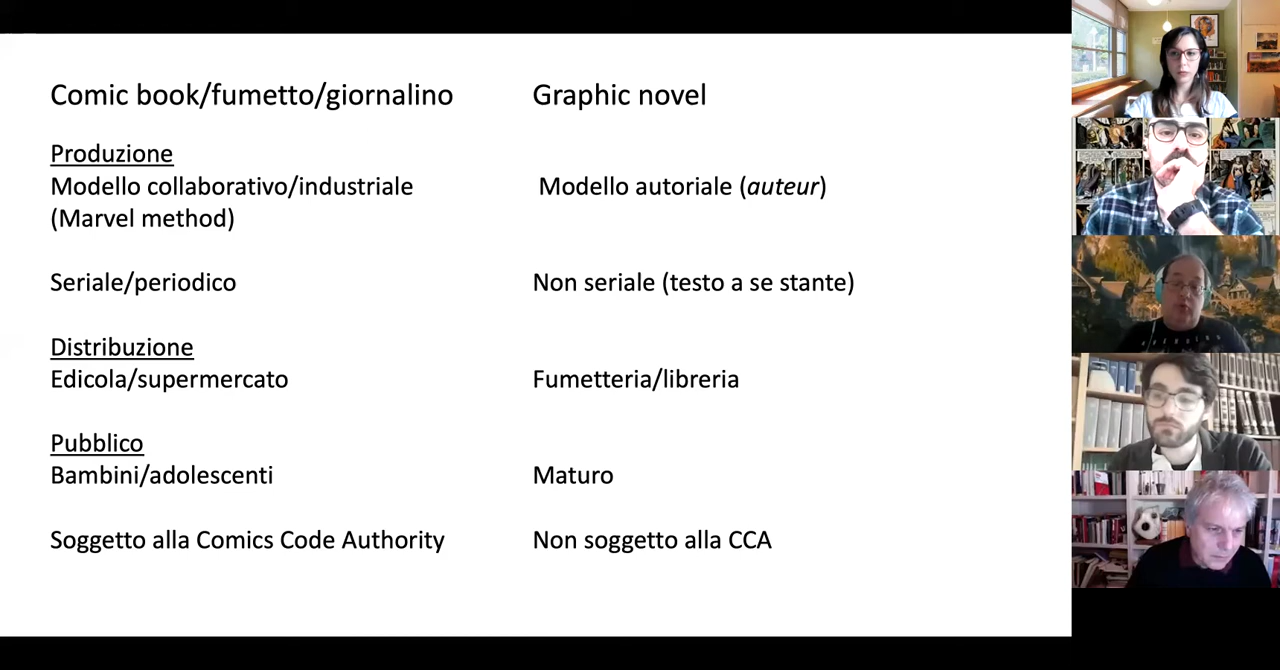 Comic book/fumetto/giornalino
Graphic novel
Produzione
Modello collaborativo/industriale
Modello autoriale (auteur)
(Marvel method)
Seriale/periodico
Non seriale (testo a se stante)
Distribuzione
Edicola/supermercato
Fumetteria/libreria
Pubblico
Bambini/adolescenti
Maturo
Soggetto alla Comics Code Authority
Non soggetto alla CCA